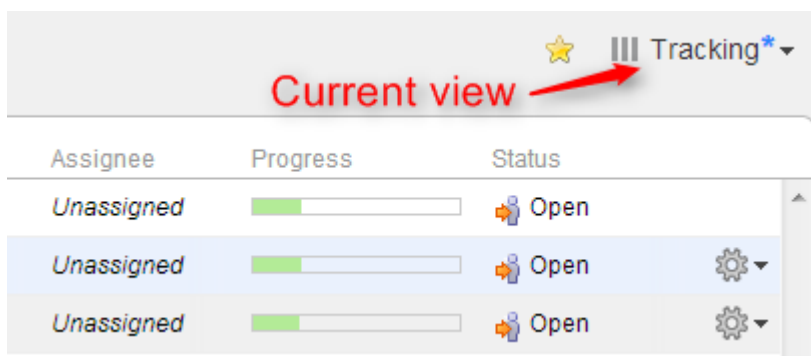 Tracking*
Current view
Assignee Progress Status
Unassigned Open
Unassigned Open
Unassigned Open